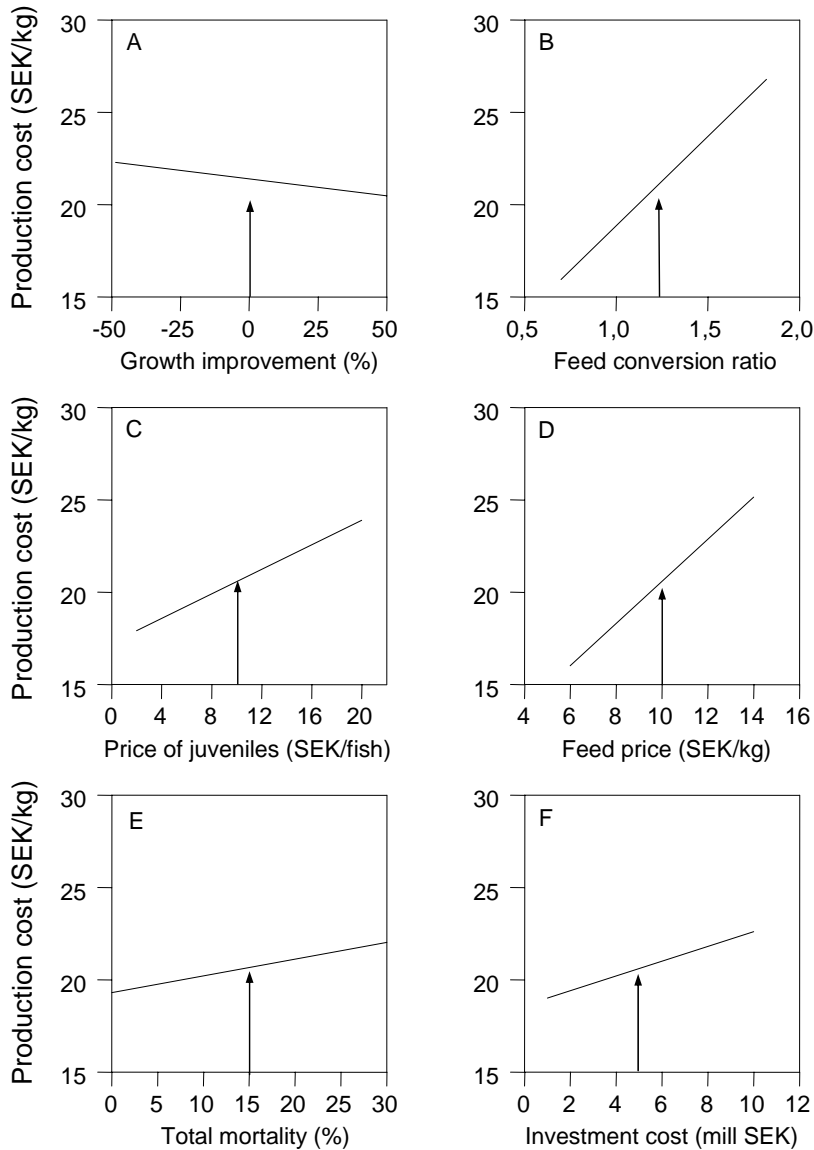 Production cost (SEK/kg)
30
25
20
15
A
-50 -25 0 25 50
Growth improvement (%)
30
25
20
15
B
0,5 1,0 1,5 2,0
Feed conversion ratio
Production cost (SEK/kg)
30
25
20
15
C
0 4 8 12 16 20
Price of juveniles (SEK/fish)
30
25
20
15
D
4 6 8 10 12 14 16
Feed price (SEK/kg)
Production cost (SEK/kg)
30
25
20
15
E
0 5 10 15 20 25 30
Total mortality (%)
30
25
20
15
F
0 2 4 6 8 10 12
Investment cost (mill SEK)